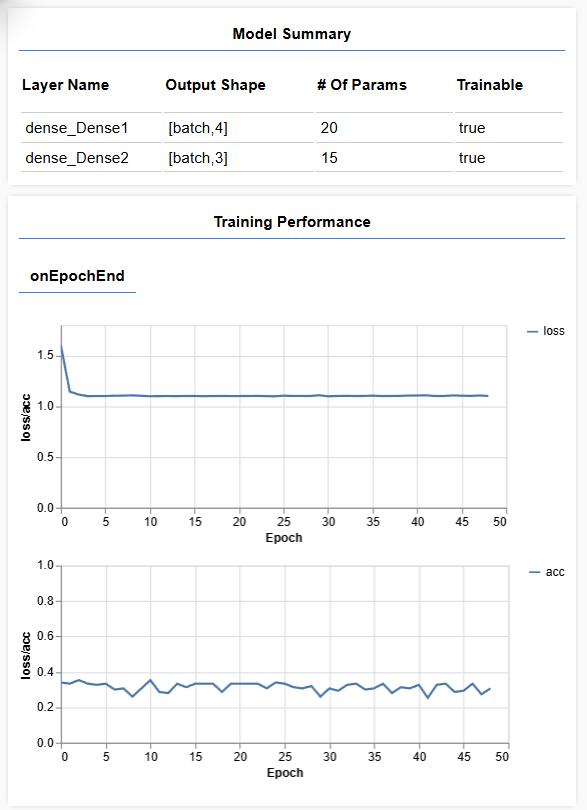 Model Summary
Layer Name Output Shape # Of Params Trainable
dense_Dense1 [batch,4] 20 true
dense_Dense2 [batch,3] 15 true
Training Performance
onEpochEnd
loss
1.5
1.0
0.5
0.0
loss/acc
0 5 10 15 20 25 30 35 40 45 50
Epoch
acc
1.0
0.8
0.6
0.4
0.2
0.0
loss/acc
0 5 10 15 20 25 30 35 40 45 50
Epoch